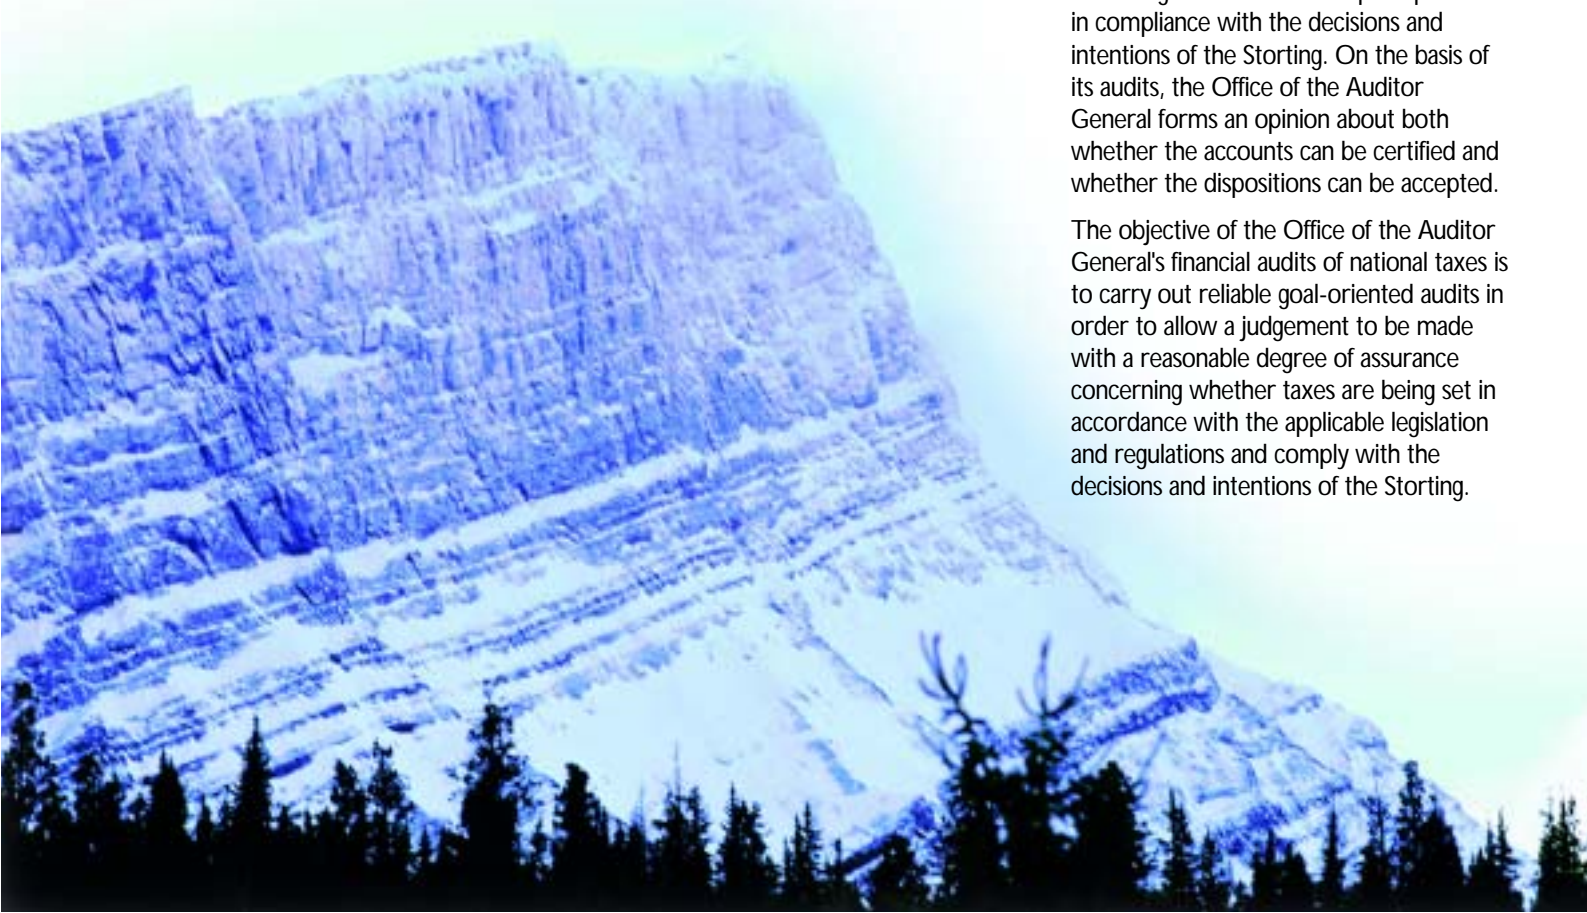 in compliance with the decisions and
intentions of the Storting. On the basis of
its audits, the Office of the Auditor
General forms an opinion about both
whether the accounts can be certified and
whether the dispositions can be accepted.
The objective of the Office of the Auditor
General's financial audits of national taxes is
to carry out reliable goal-oriented audits in
order to allow a judgement to be made
with a reasonable degree of assurance
concerning whether taxes are being set in
accordance with the applicable legislation
and regulations and comply with the
decisions and intentions of the Storting.